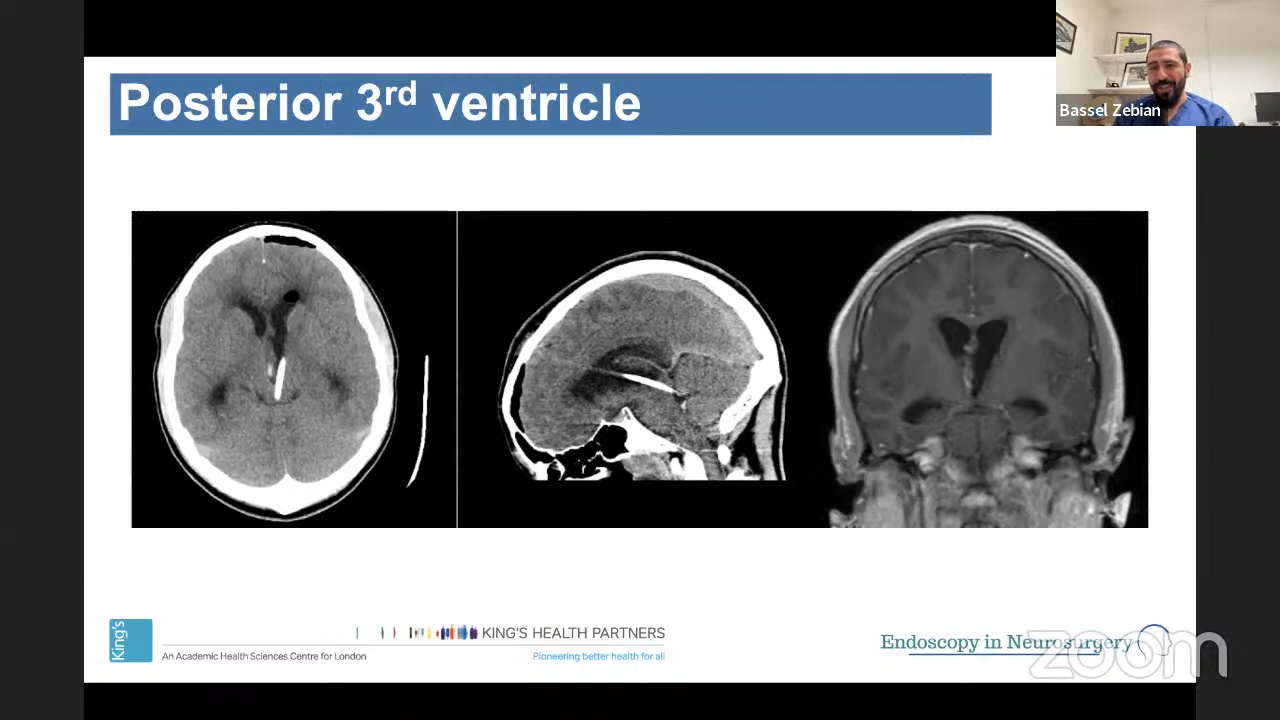 Posterior 3rd ventricle
Bassel Zebian
King's
KING'S HEALTH PARTNERS
An Academic Health Sciences Centre for London
Pioneering better health for all
Endoscopy in Neurosurgery
zoom